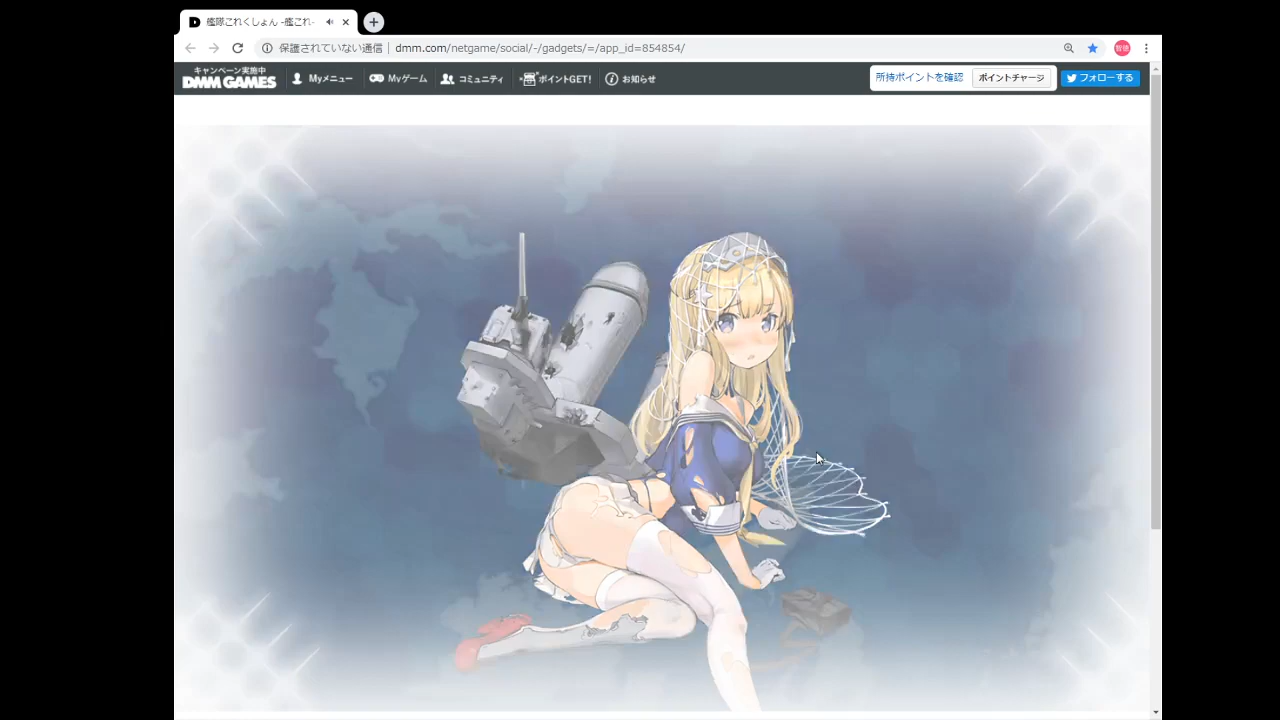 艦隊これくしょん -艦これ-
保護されていない通信 | dmm.com/netgame/social/-/gadgets/=/app_id=854854/
智穂
キャンペーン実施中
DMM GAMES
Myメニュー
Myゲーム
コミュニティ
ポイントGET!
お知らせ
所持ポイントを確認
ポイントチャージ
フォローする